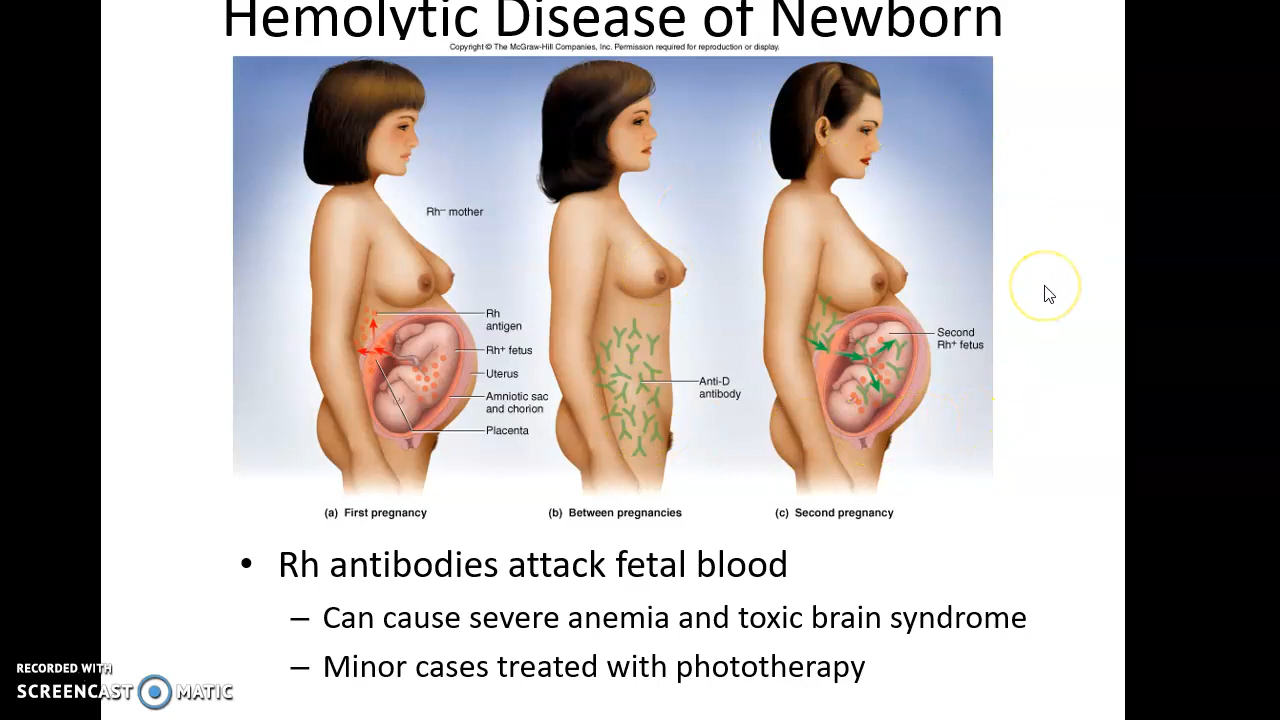 Hemolytic Disease of Newborn
Copyright © The McGraw-Hill Companies, Inc. Permission required for reproduction or display.
Rh– mother
Rh
antigen
Rh+ fetus
Uterus
Amniotic sac
and chorion
Placenta
Anti-D
antibody
Second
Rh+ fetus
(a) First pregnancy
(b) Between pregnancies
(c) Second pregnancy
• Rh antibodies attack fetal blood
– Can cause severe anemia and toxic brain syndrome
– Minor cases treated with phototherapy
RECORDED WITH
SCREENCAST MATIC